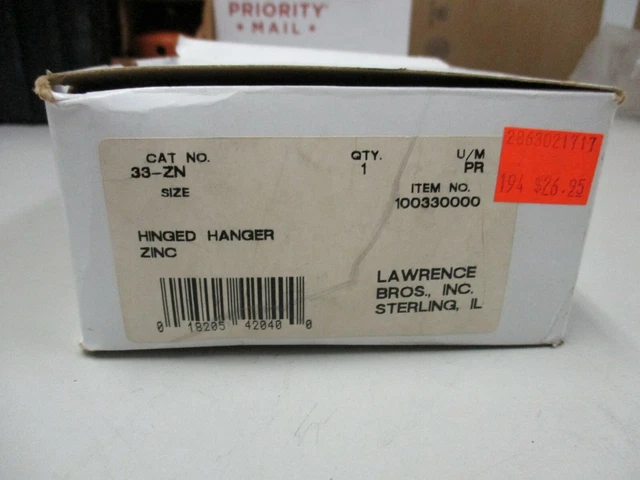 PRIORITY
* MAIL *
CAT NO.
33-ZN
SIZE
QTY.
1
U/M
PR
ITEM NO.
100330000
HINGED HANGER
ZINC
0 18205 42040 0
LAWRENCE
BROS., INC.
STERLING, IL
2863021717
194 $26.95